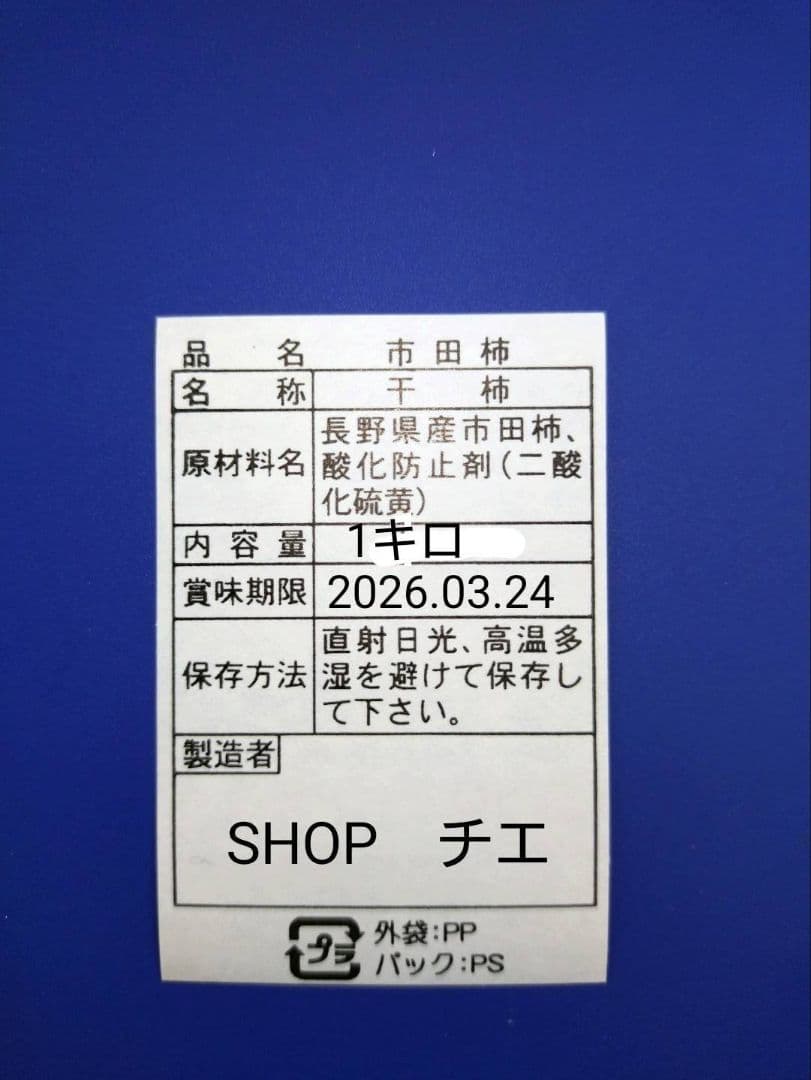 品名 市田柿
名称 干柿
原材料名 長野県産市田柿、
酸化防止剤(二酸
化硫黄)
内容量 1キロ
賞味期限 2026.03.24
保存方法 直射日光、高温多
湿を避けて保存し
て下さい。
製造者
SHOP チエ
プラ 外袋:PP
パック:PS